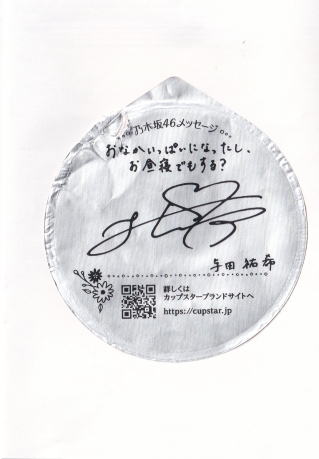 乃木坂46メッセージ
おなかいっぱいになったし、
お昼寝でもする?
与田 祐希
詳しくは
カップスターブランドサイトへ
https://cupstar.jp